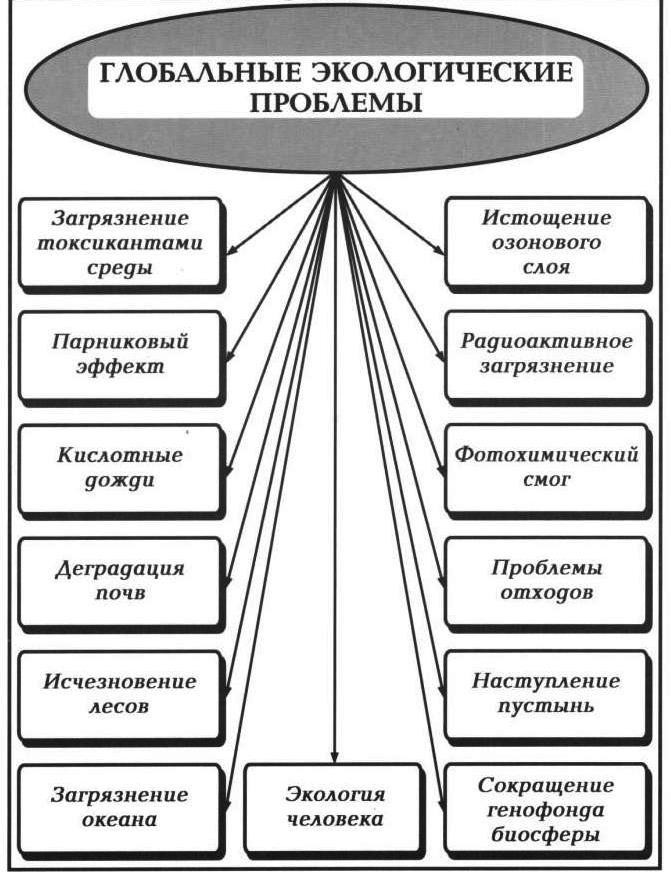 ГЛОБАЛЬНЫЕ ЭКОЛОГИЧЕСКИЕ
ПРОБЛЕМЫ
Загрязнение
токсикантами
среды
Парниковый
эффект
Кислотные
дожди
Деградация
почв
Исчезновение
лесов
Загрязнение
океана
Экология
человека
Истощение
озонового
слоя
Радиоактивное
загрязнение
Фотохимический
смог
Проблемы
отходов
Наступление
пустынь
Сокращение
генофонда
биосферы